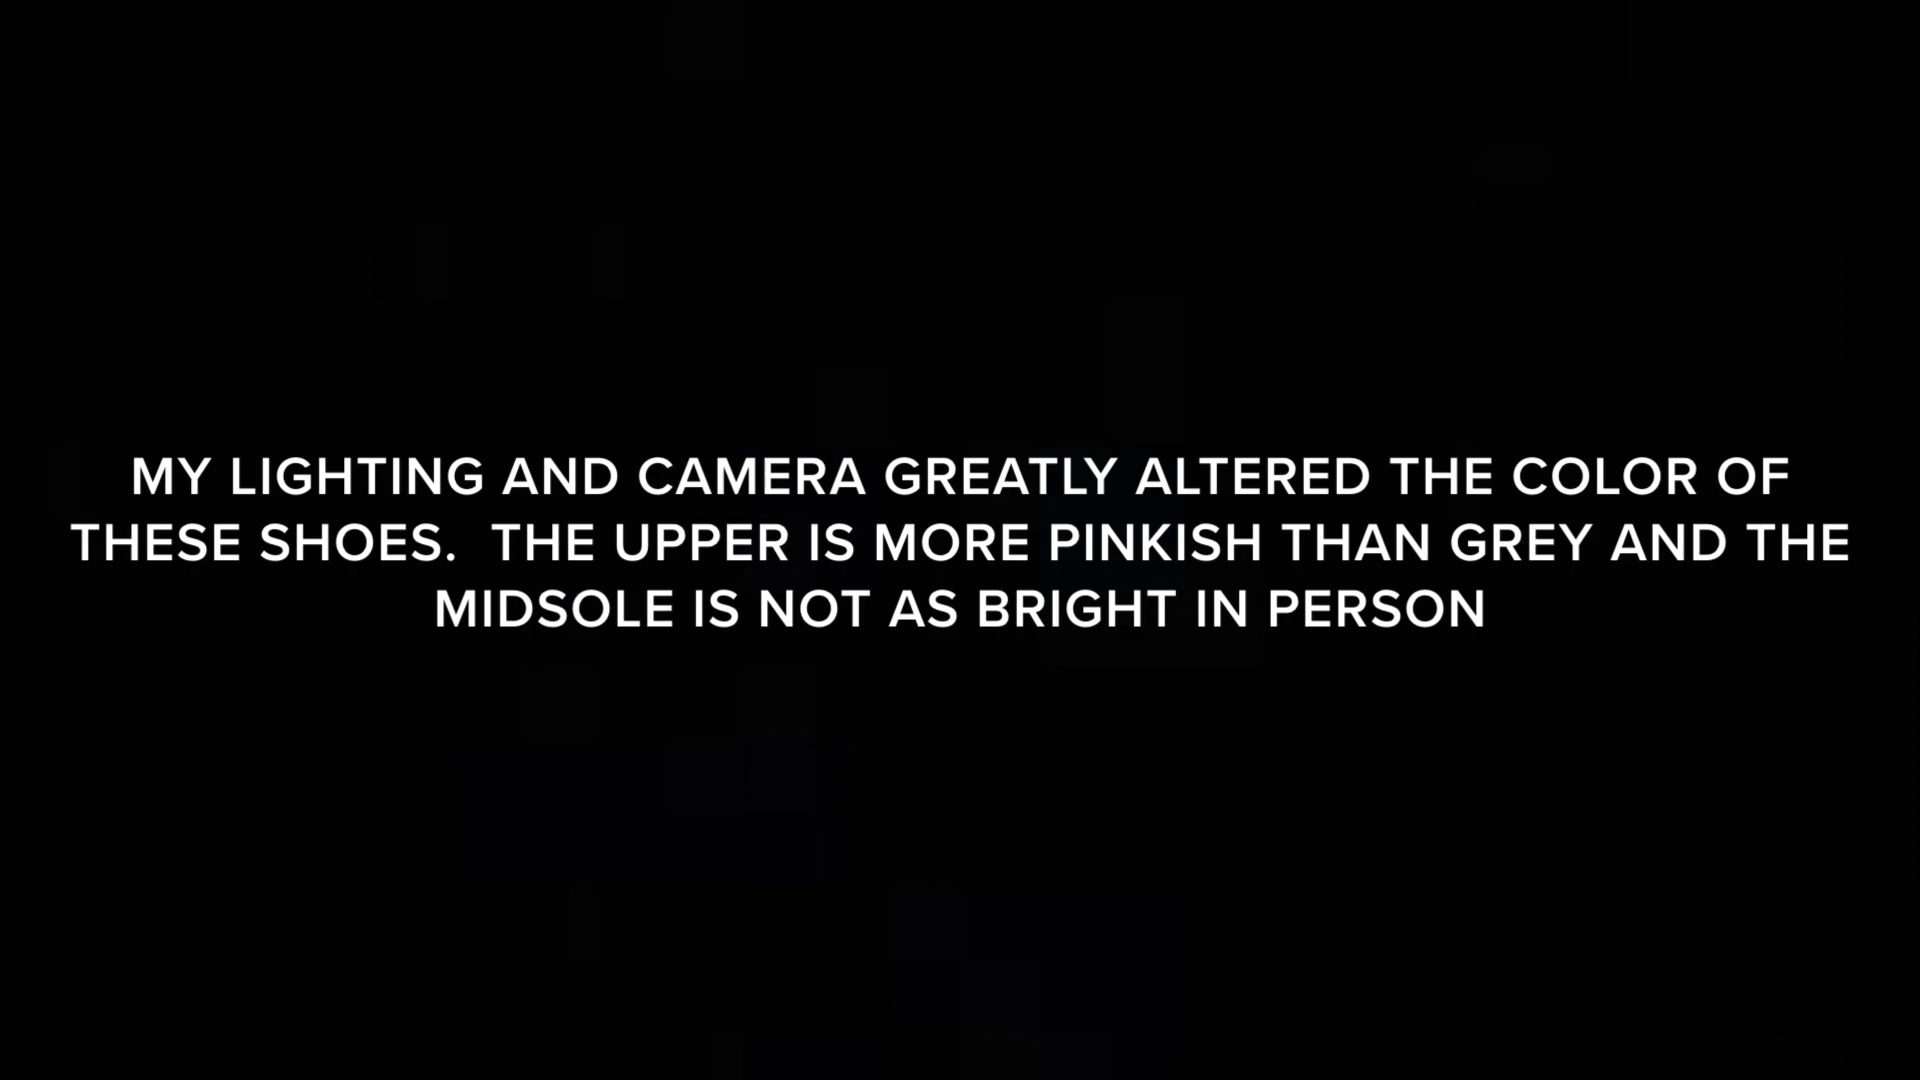 MY LIGHTING AND CAMERA GREATLY ALTERED THE COLOR OF
THESE SHOES.  THE UPPER IS MORE PINKISH THAN GREY AND THE
MIDSOLE IS NOT AS BRIGHT IN PERSON